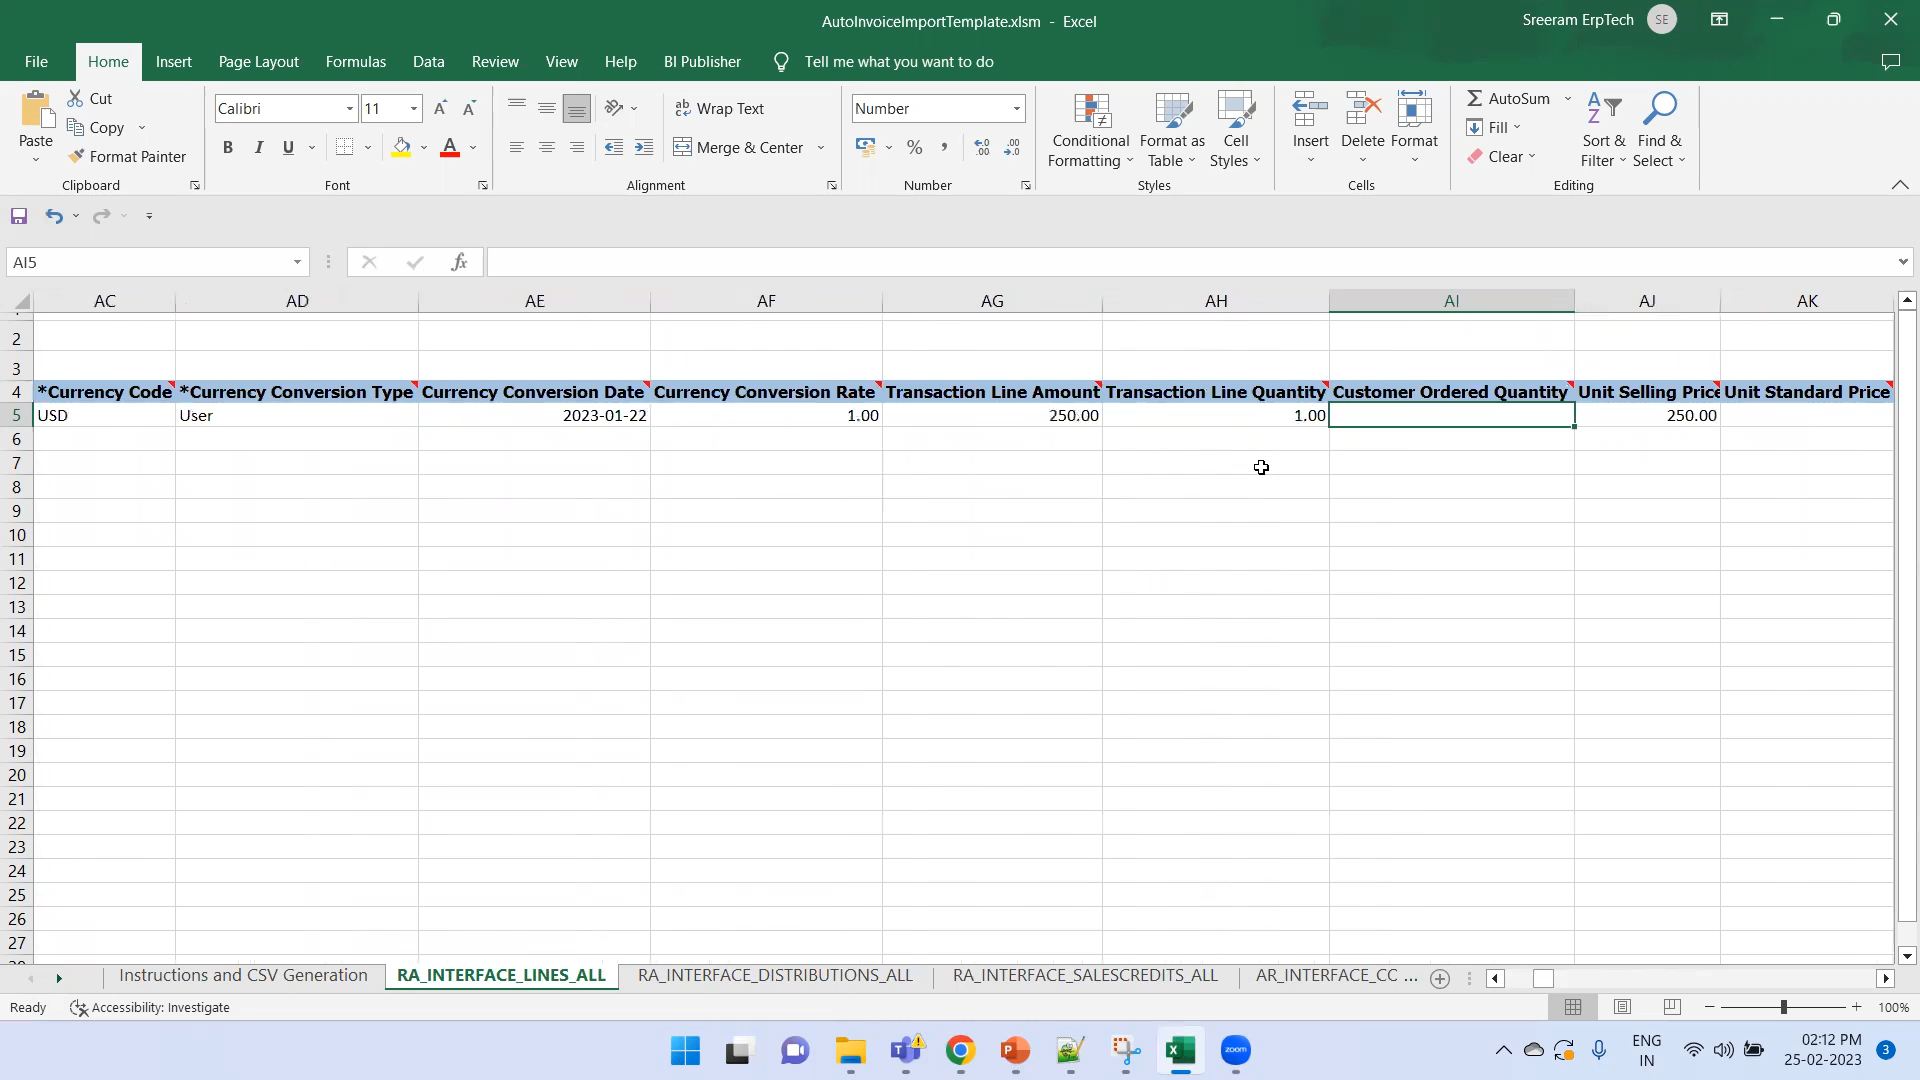 AutoInvoiceImportTemplate.xlsm - Excel
Sreeram ErpTech SE
File Home Insert Page Layout Formulas Data Review View Help BI Publisher Tell me what you want to do
Paste
Cut
Copy
Format Painter
Clipboard
Calibri 11
B I U
Font
Wrap Text
Merge & Center
Alignment
Number
Number
Conditional Formatting
Format as Table
Cell Styles
Styles
Insert Delete Format
Cells
AutoSum
Fill
Clear
Sort & Filter
Find & Select
Editing
AI5
fx
AC AD AE AF AG AH AI AJ AK
2
3
4 *Currency Code *Currency Conversion Type Currency Conversion Date Currency Conversion Rate Transaction Line Amount Transaction Line Quantity Customer Ordered Quantity Unit Selling Price Unit Standard Price
5 USD User 2023-01-22 1.00 250.00 1.00 250.00
6
7
8
9
10
11
12
13
14
15
16
17
18
19
20
21
22
23
24
25
26
27
Instructions and CSV Generation RA_INTERFACE_LINES_ALL RA_INTERFACE_DISTRIBUTIONS_ALL RA_INTERFACE_SALESCREDITS_ALL AR_INTERFACE_CC ...
Ready Accessibility: Investigate 100%
zoom
ENG
IN
02:12 PM
25-02-2023
3